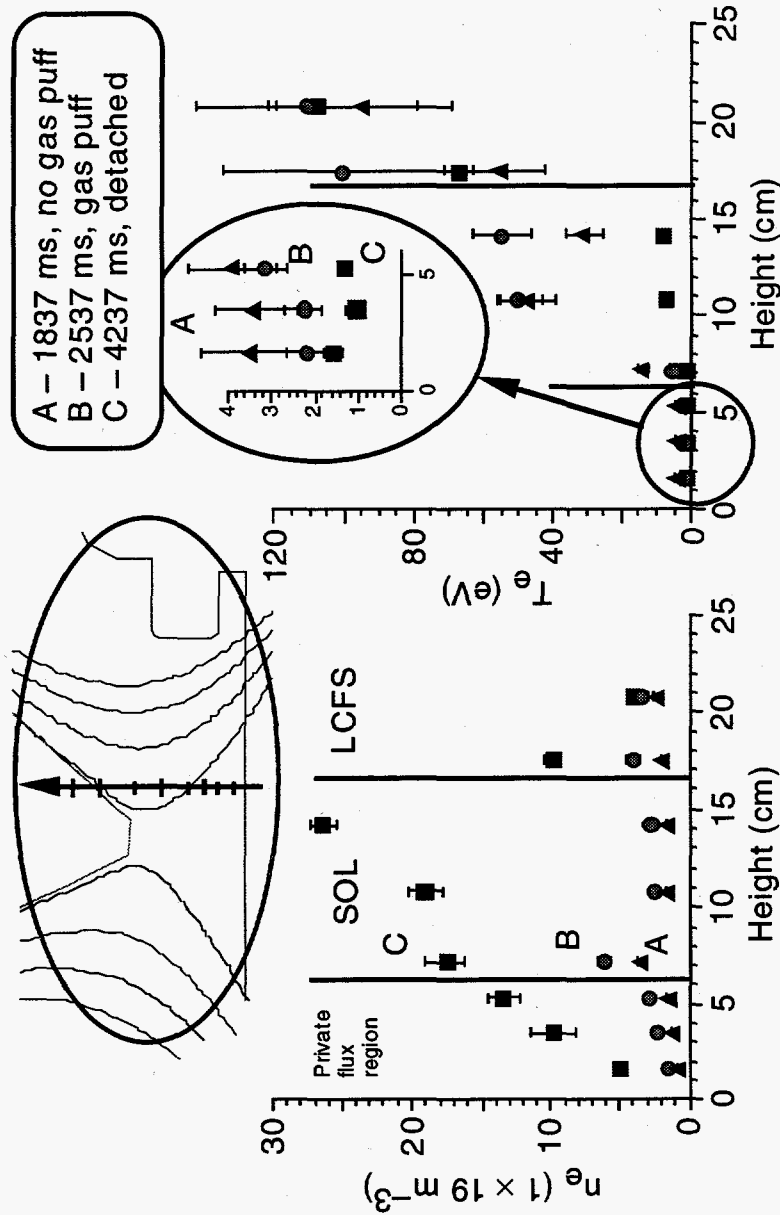 A – 1837 ms, no gas puff
B – 2537 ms, gas puff
C – 4237 ms, detached
30
20
10
0
n_e (1 × 19 m⁻³)
Private
flux
region
SOL
LCFS
C
B
A
0 5 10 15 20 25
Height (cm)
120
80
40
0
T_e (eV)
A
B
C
4
3
2
1
0
0 5
0 5 10 15 20 25
Height (cm)